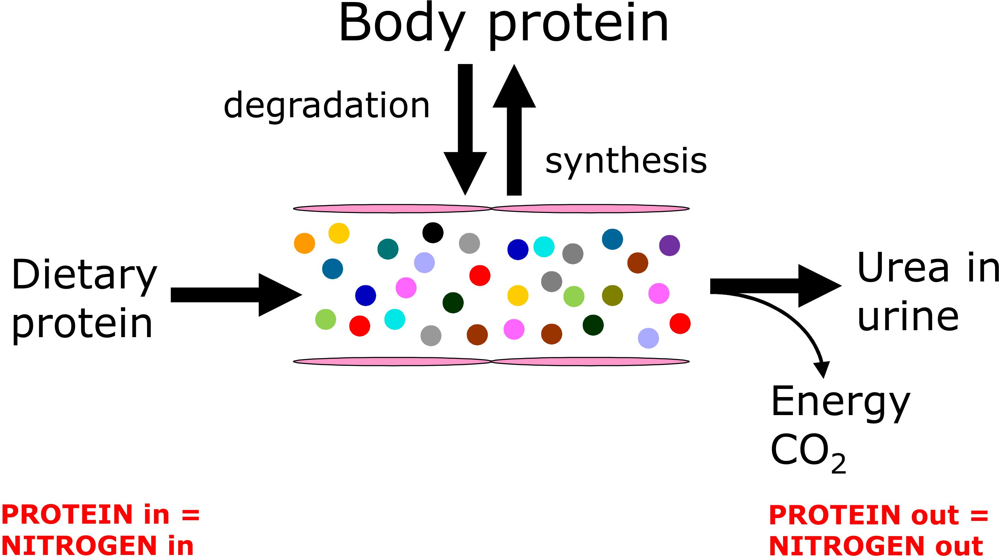 Body protein
degradation
synthesis
Dietary
protein
Urea in
urine
Energy
CO₂
PROTEIN in =
NITROGEN in
PROTEIN out =
NITROGEN out